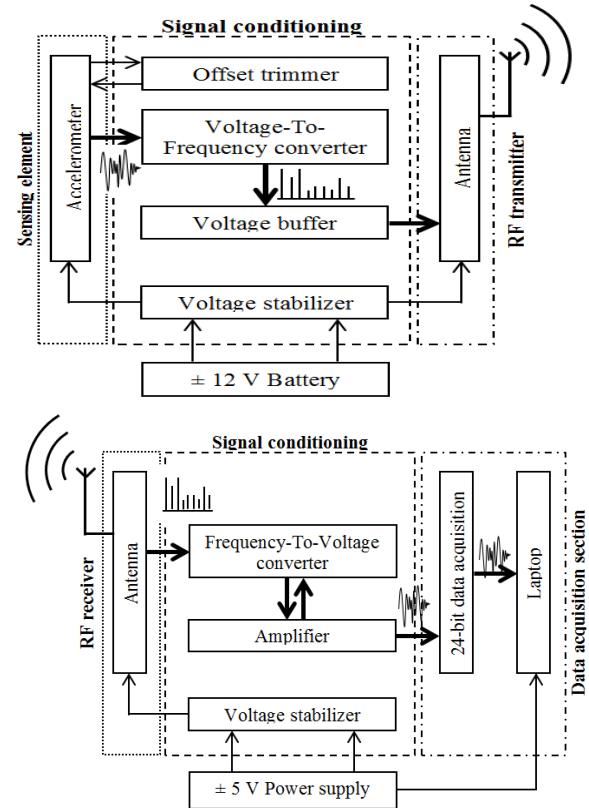 Signal conditioning
Offset trimmer
Voltage-To-
Frequency converter
Voltage buffer
Voltage stabilizer
± 12 V Battery
Sensing element
Accelerometer
Antenna
RF transmitter
Signal conditioning
Frequency-To-Voltage
converter
Amplifier
Voltage stabilizer
± 5 V Power supply
RF receiver
Antenna
24-bit data acquisition
Laptop
Data acquisition section